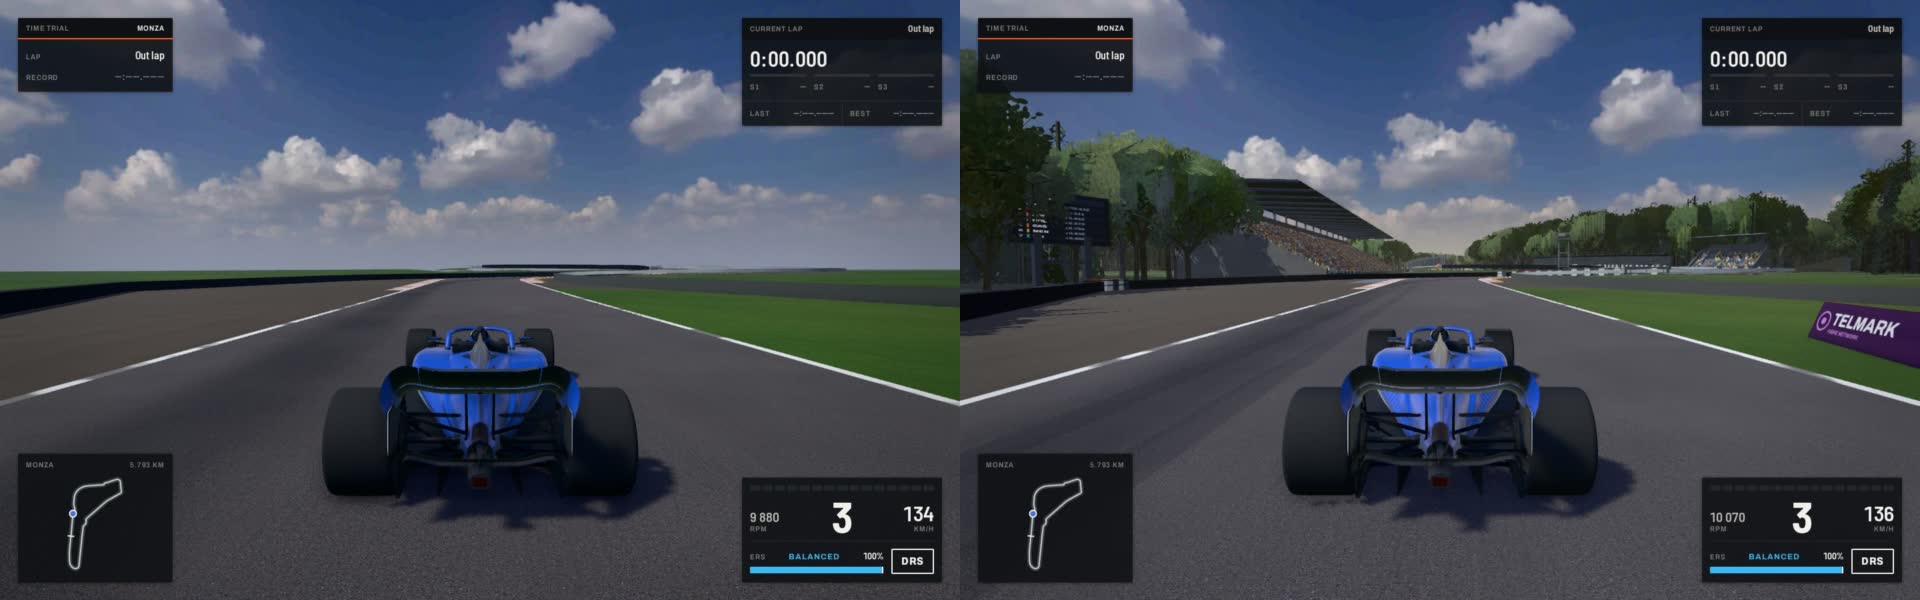 TIME TRIAL MONZA
LAP Out lap
RECORD -:--.---
CURRENT LAP Out lap
0:00.000
S1 — S2 — S3 —
LAST -:--.--- BEST -:--.---
MONZA 5.793 KM
9 880 RPM 3 134 KM/H
ERS BALANCED 100% DRS
TIME TRIAL MONZA
LAP Out lap
RECORD -:--.---
CURRENT LAP Out lap
0:00.000
S1 — S2 — S3 —
LAST -:--.--- BEST -:--.---
TELMARK
MONZA 5.793 KM
10 070 RPM 3 136 KM/H
ERS BALANCED 100% DRS